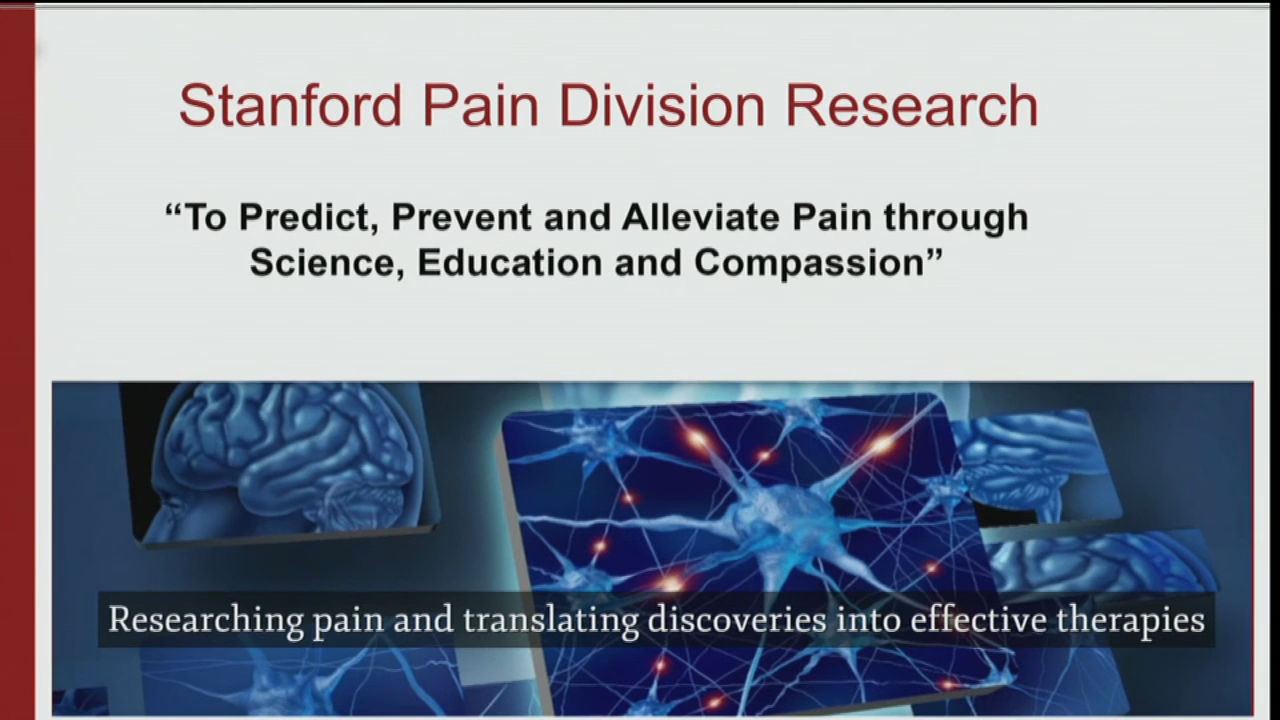 Stanford Pain Division Research
“To Predict, Prevent and Alleviate Pain through
Science, Education and Compassion”
Researching pain and translating discoveries into effective therapies